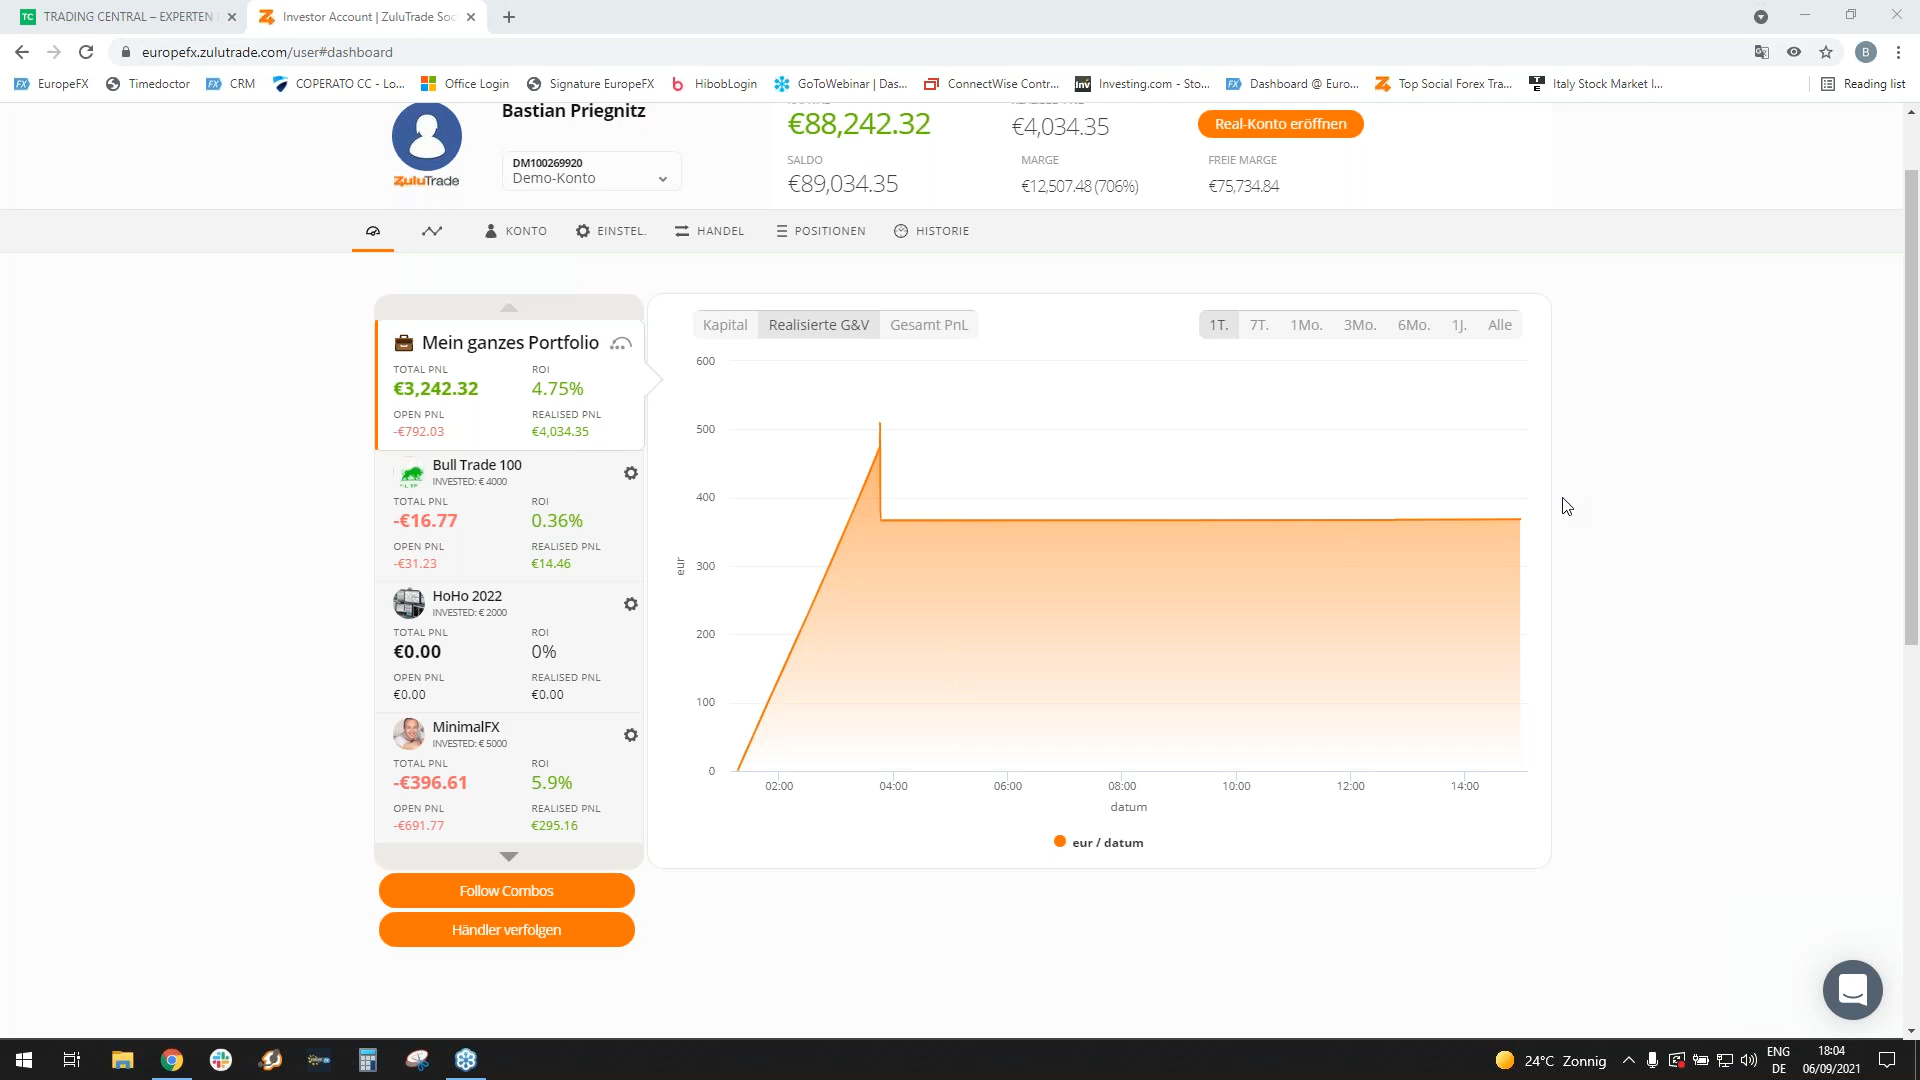 TRADING CENTRAL – EXPERTEN
Investor Account | ZuluTrade Soc
europefx.zulutrade.com/user#dashboard
B
EuropeFX
Timedoctor
CRM
COPERATO CC - Lo...
Office Login
Signature EuropeFX
HibobLogin
GoToWebinar | Das...
ConnectWise Contr...
Investing.com - Sto...
Dashboard @ Euro...
Top Social Forex Tra...
Italy Stock Market I...
Reading list
Bastian Priegnitz
ZuluTrade
DM100269920
Demo-Konto
€88,242.32
€4,034.35
Real-Konto eröffnen
SALDO
MARGE
FREIE MARGE
€89,034.35
€12,507.48 (706%)
€75,734.84
KONTO
EINSTEL.
HANDEL
POSITIONEN
HISTORIE
Mein ganzes Portfolio
TOTAL PNL ROI
€3,242.32 4.75%
OPEN PNL REALISED PNL
-€792.03 €4,034.35
Bull Trade 100
INVESTED: € 4000
TOTAL PNL ROI
-€16.77 0.36%
OPEN PNL REALISED PNL
-€31.23 €14.46
HoHo 2022
INVESTED: € 2000
TOTAL PNL ROI
€0.00 0%
OPEN PNL REALISED PNL
€0.00 €0.00
MinimalFX
INVESTED: € 5000
TOTAL PNL ROI
-€396.61 5.9%
OPEN PNL REALISED PNL
-€691.77 €295.16
Follow Combos
Händler verfolgen
Kapital Realisierte G&V Gesamt PnL
1T. 7T. 1Mo. 3Mo. 6Mo. 1J. Alle
600
500
400
300
200
100
0
eur
02:00 04:00 06:00 08:00 10:00 12:00 14:00
datum
eur / datum
24°C Zonnig
ENG
DE
18:04
06/09/2021